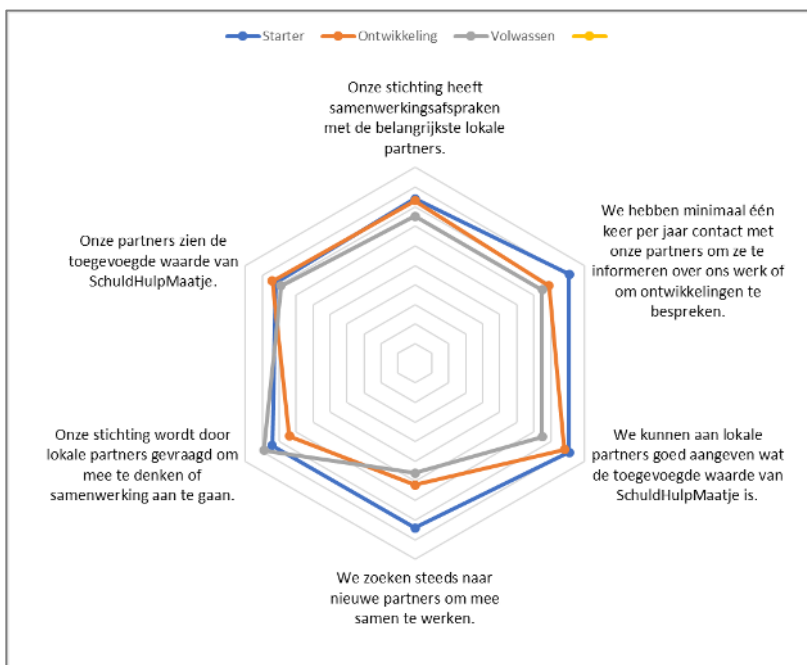 Starter Ontwikkeling Volwassen
Onze stichting heeft
samenwerkingsafspraken
met de belangrijkste lokale
partners.
We hebben minimaal één
keer per jaar contact met
onze partners om ze te
informeren over ons werk of
om ontwikkelingen te
bespreken.
We kunnen aan lokale
partners goed aangeven wat
de toegevoegde waarde van
SchuldHulpMaatje is.
We zoeken steeds naar
nieuwe partners om mee
samen te werken.
Onze stichting wordt door
lokale partners gevraagd om
mee te denken of
samenwerking aan te gaan.
Onze partners zien de
toegevoegde waarde van
SchuldHulpMaatje.